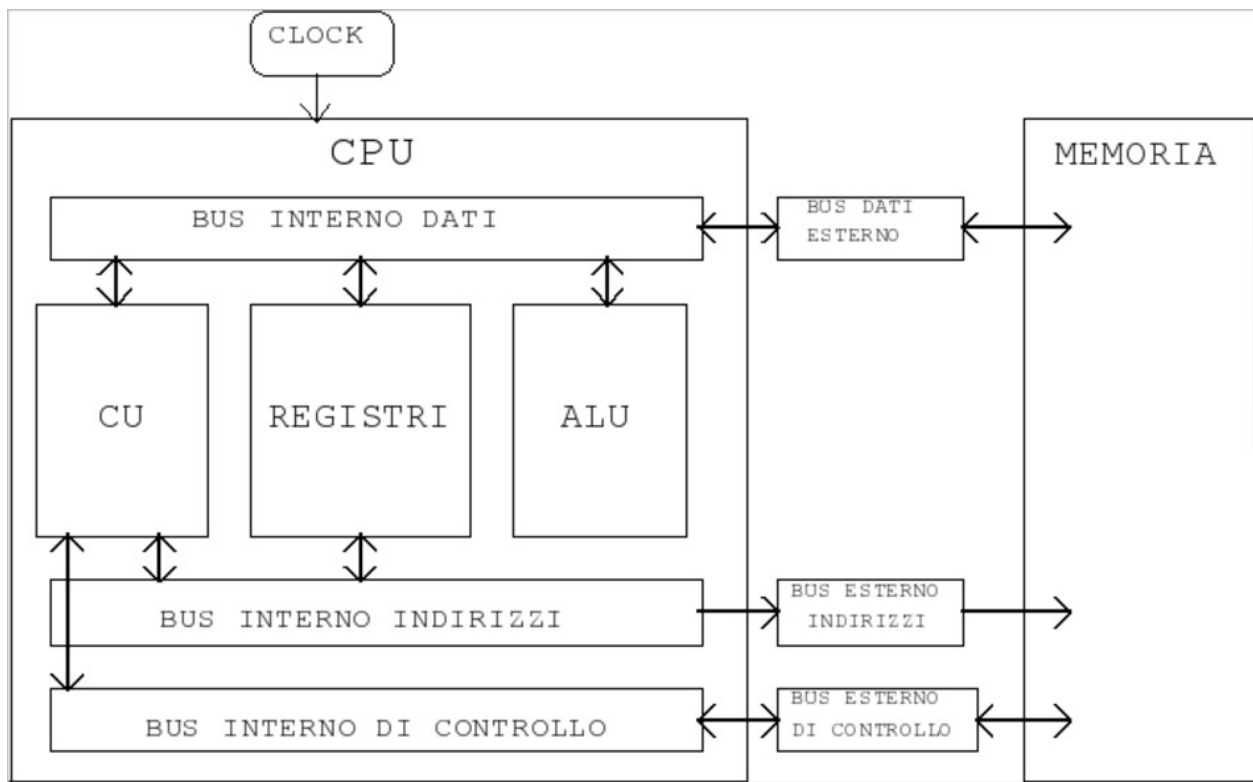 CLOCK
CPU
MEMORIA
BUS INTERNO DATI
BUS DATI
ESTERNO
CU
REGISTRI
ALU
BUS INTERNO INDIRIZZI
BUS ESTERNO
INDIRIZZI
BUS INTERNO DI CONTROLLO
BUS ESTERNO
DI CONTROLLO